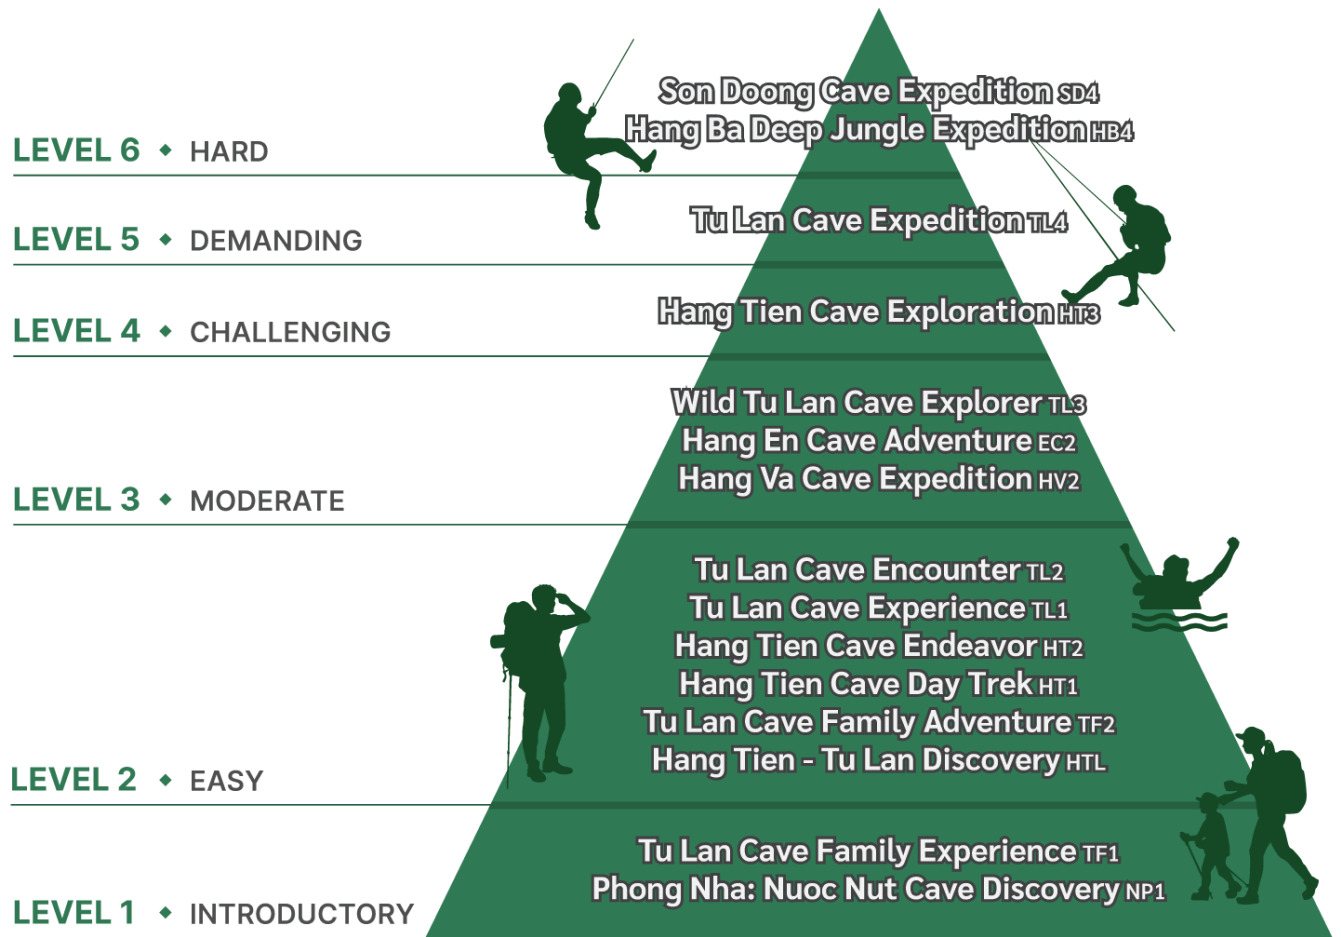 Son Doong Cave Expedition SD4
Hang Ba Deep Jungle Expedition HB4
LEVEL 6 ◆ HARD
Tu Lan Cave Expedition TL4
LEVEL 5 ◆ DEMANDING
Hang Tien Cave Exploration HT3
LEVEL 4 ◆ CHALLENGING
Wild Tu Lan Cave Explorer TL3
Hang En Cave Adventure EC2
Hang Va Cave Expedition HV2
LEVEL 3 ◆ MODERATE
Tu Lan Cave Encounter TL2
Tu Lan Cave Experience TL1
Hang Tien Cave Endeavor HT2
Hang Tien Cave Day Trek HT1
Tu Lan Cave Family Adventure TF2
Hang Tien - Tu Lan Discovery HTL
LEVEL 2 ◆ EASY
Tu Lan Cave Family Experience TF1
Phong Nha: Nuoc Nut Cave Discovery NP1
LEVEL 1 ◆ INTRODUCTORY